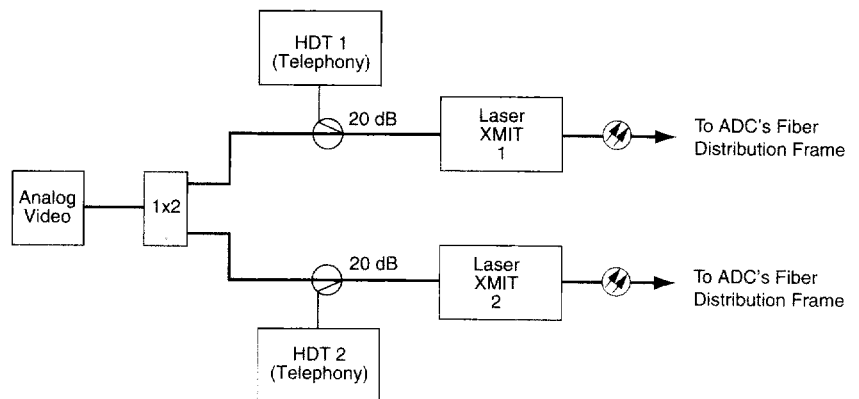 HDT 1
(Telephony)
20 dB
Laser
XMIT
1
To ADC's Fiber
Distribution Frame
Analog
Video
1x2
20 dB
Laser
XMIT
2
To ADC's Fiber
Distribution Frame
HDT 2
(Telephony)